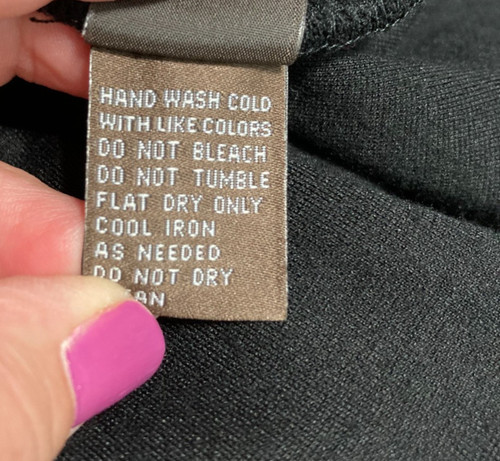 HAND WASH COLD
WITH LIKE COLORS
DO NOT BLEACH
DO NOT TUMBLE
FLAT DRY ONLY
COOL IRON
AS NEEDED
DO NOT DRY